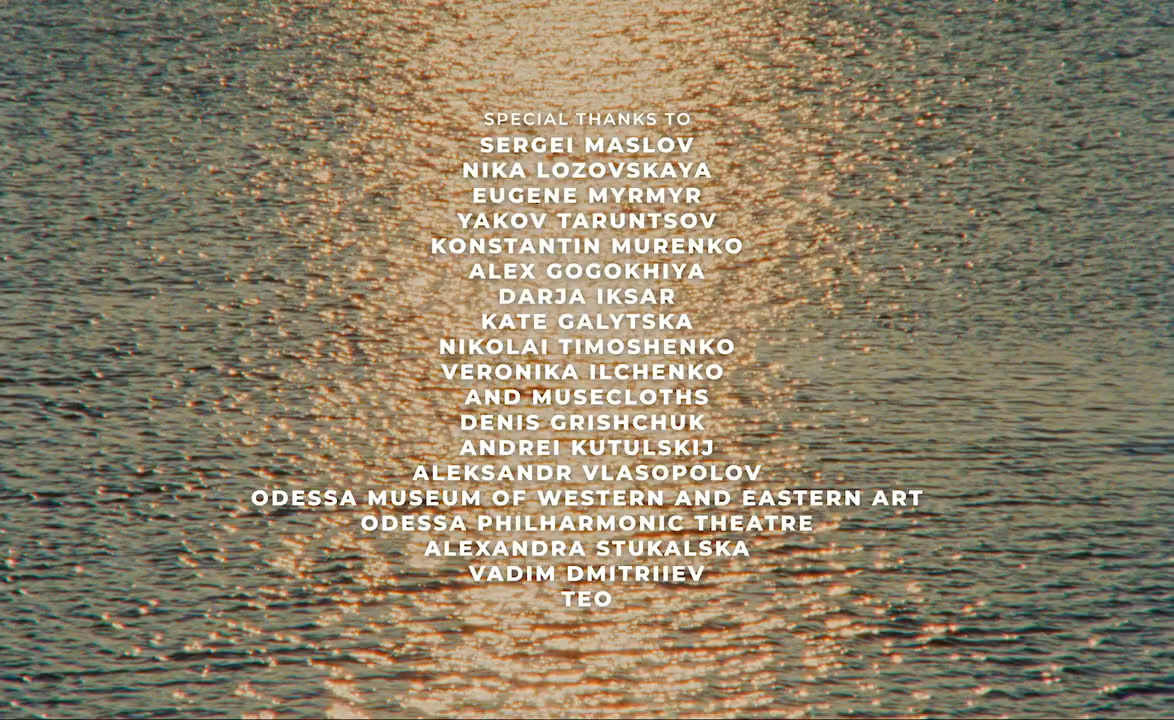 SPECIAL THANKS TO
SERGEI MASLOV
NIKA LOZOVSKAYA
EUGENE MYRMYR
YAKOV TARUNTSOV
KONSTANTIN MURENKO
ALEX GOGOKHIYA
DARJA IKSAR
KATE GALYTSKA
NIKOLAI TIMOSHENKO
VERONIKA ILCHENKO
AND MUSECLOTHS
DENIS GRISHCHUK
ANDREI KUTULSKIJ
ALEKSANDR VLASOPOLOV
ODESSA MUSEUM OF WESTERN AND EASTERN ART
ODESSA PHILHARMONIC THEATRE
ALEXANDRA STUKALSKA
VADIM DMITRIIEV
TEO